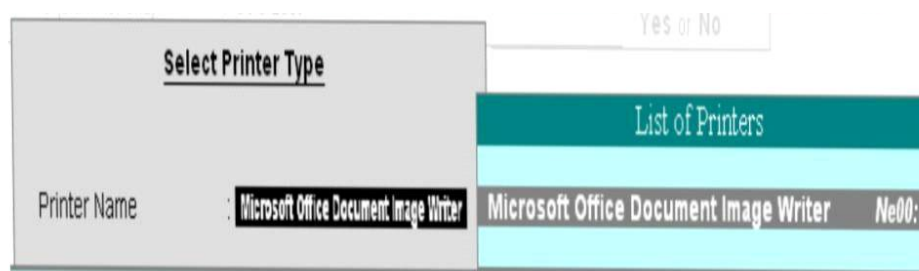 Yes or No
Select Printer Type
List of Printers
Printer Name : Microsoft Office Document Image Writer
Microsoft Office Document Image Writer Ne00: